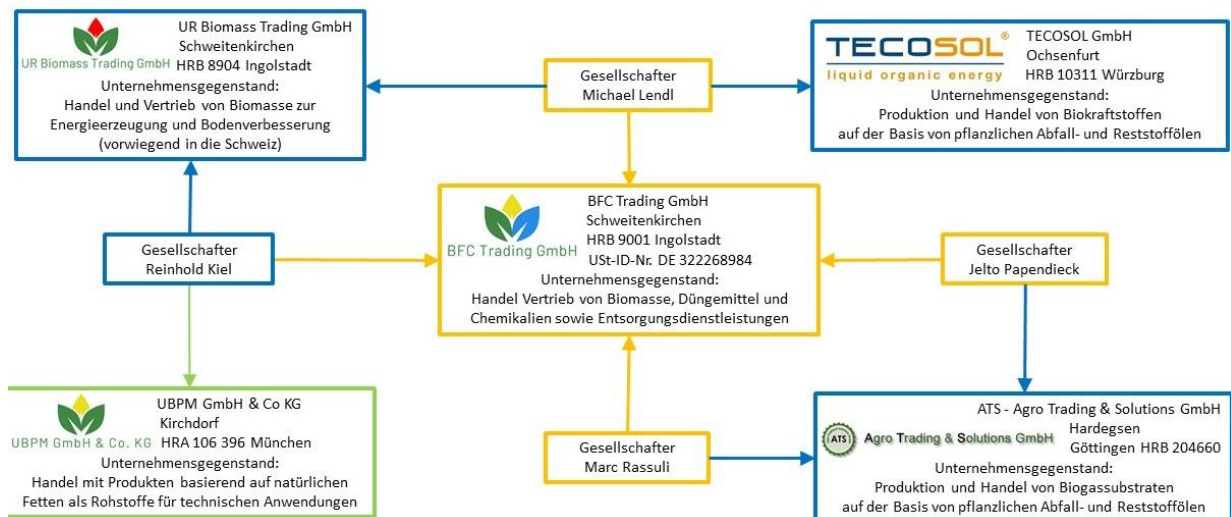 UR Biomass Trading GmbH
UR Biomass Trading GmbH
Schweitenkirchen
HRB 8904 Ingolstadt
Unternehmensgegenstand:
Handel und Vertrieb von Biomasse zur
Energieerzeugung und Bodenverbesserung
(vorwiegend in die Schweiz)
Gesellschafter
Michael Lendl
TECOSOL®
liquid organic energy
TECOSOL GmbH
Ochsenfurt
HRB 10311 Würzburg
Unternehmensgegenstand:
Produktion und Handel von Biokraftstoffen
auf der Basis von pflanzlichen Abfall- und Reststoffölen
Gesellschafter
Reinhold Kiel
BFC Trading GmbH
BFC Trading GmbH
Schweitenkirchen
HRB 9001 Ingolstadt
USt-ID-Nr. DE 322268984
Unternehmensgegenstand:
Handel Vertrieb von Biomasse, Düngemittel und
Chemikalien sowie Entsorgungsdienstleistungen
Gesellschafter
Jelto Papendieck
UBPM GmbH & Co. KG
UBPM GmbH & Co KG
Kirchdorf
HRA 106 396 München
Unternehmensgegenstand:
Handel mit Produkten basierend auf natürlichen
Fetten als Rohstoffe für technischen Anwendungen
Gesellschafter
Marc Rassuli
ATS
Agro Trading & Solutions GmbH
ATS - Agro Trading & Solutions GmbH
Hardegsen
Göttingen HRB 204660
Unternehmensgegenstand:
Produktion und Handel von Biogassubstraten
auf der Basis von pflanzlichen Abfall- und Reststoffölen